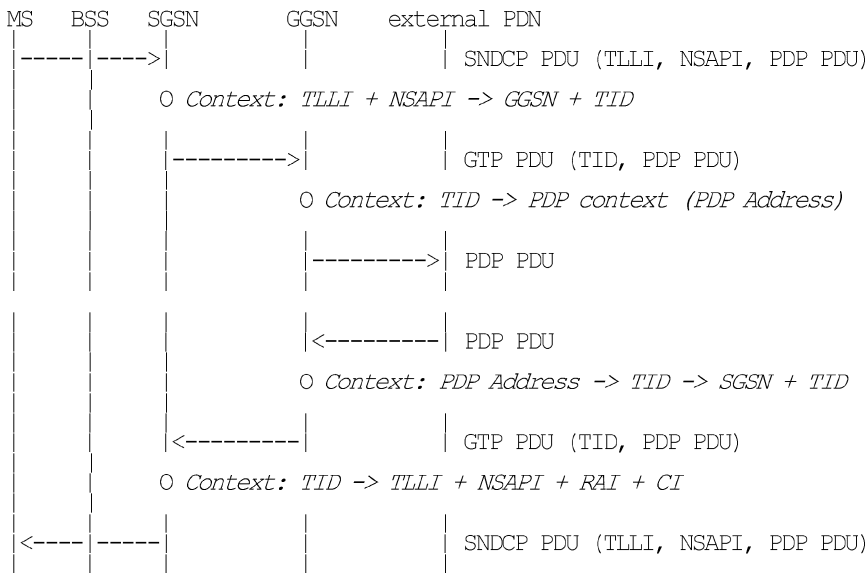 MS BSS SGSN GGSN external PDN
SNDCP PDU (TLLI, NSAPI, PDP PDU)
O Context: TLLI + NSAPI -> GGSN + TID
GTP PDU (TID, PDP PDU)
O Context: TID -> PDP context (PDP Address)
PDP PDU
PDP PDU
O Context: PDP Address -> TID -> SGSN + TID
GTP PDU (TID, PDP PDU)
O Context: TID -> TLLI + NSAPI + RAI + CI
SNDCP PDU (TLLI, NSAPI, PDP PDU)